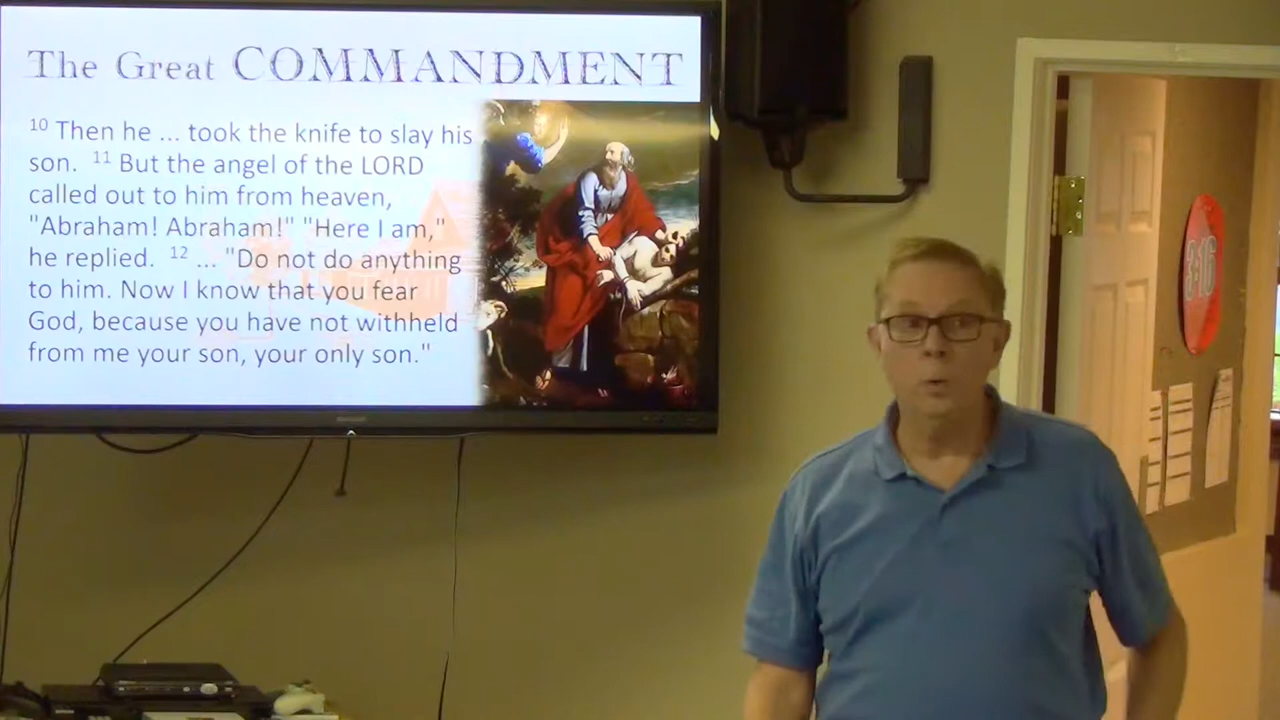 The Great COMMANDMENT
10 Then he ... took the knife to slay his
son. 11 But the angel of the LORD
called out to him from heaven,
"Abraham! Abraham!" "Here I am,"
he replied. 12 ... "Do not do anything
to him. Now I know that you fear
God, because you have not withheld
from me your son, your only son."
3:16